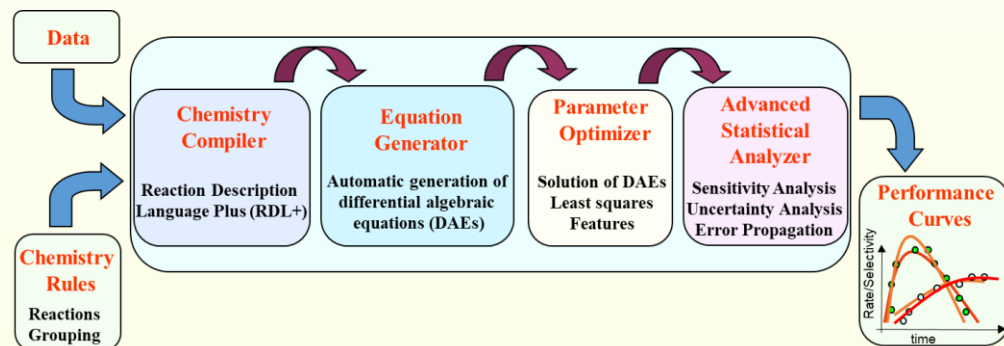 Data
Chemistry
Rules
Reactions
Grouping
Chemistry
Compiler
Reaction Description
Language Plus (RDL+)
Equation
Generator
Automatic generation of
differential algebraic
equations (DAEs)
Parameter
Optimizer
Solution of DAEs
Least squares
Features
Advanced
Statistical
Analyzer
Sensitivity Analysis
Uncertainty Analysis
Error Propagation
Performance
Curves
Rate/Selectivity
time